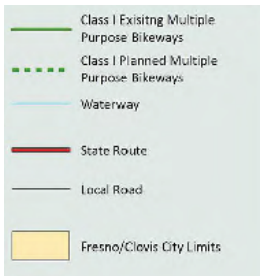 Class I Exisitng Multiple
Purpose Bikeways
Class I Planned Multiple
Purpose Bikeways
Waterway
State Route
Local Road
Fresno/Clovis City Limits